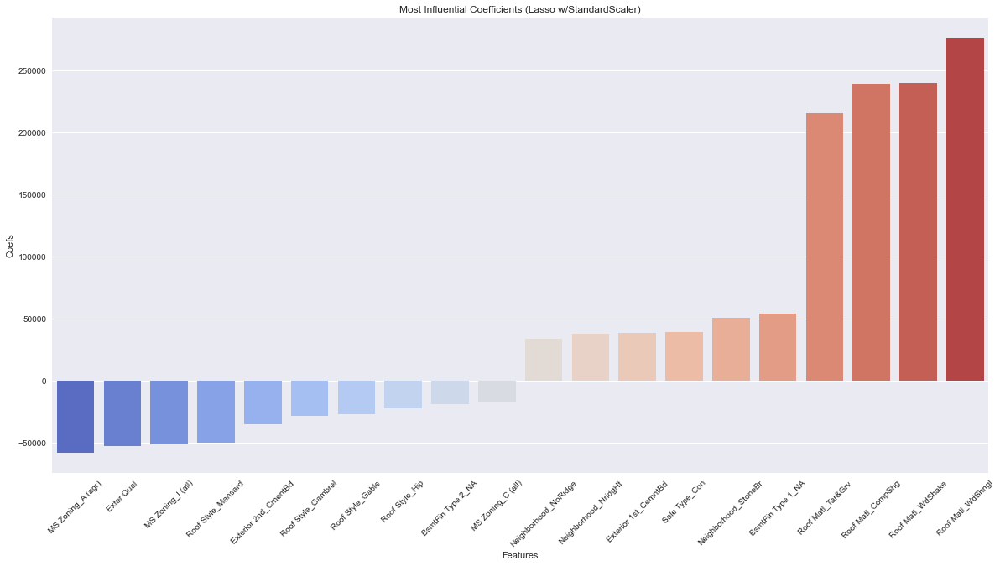 Most Influential Coefficients (Lasso w/StandardScaler)
250000
200000
150000
100000
50000
0
−50000
Coefs
MS Zoning_A (agr)
Exter Qual
MS Zoning_I (all)
Roof Style_Mansard
Exterior 2nd_CmentBd
Roof Style_Gambrel
Roof Style_Gable
Roof Style_Hip
BsmtFin Type 2_NA
MS Zoning_C (all)
Neighborhood_NoRidge
Neighborhood_NridgHt
Exterior 1st_CemntBd
Sale Type_Con
Neighborhood_StoneBr
BsmtFin Type 1_NA
Roof Matl_Tar&Grv
Roof Matl_CompShg
Roof Matl_WdShake
Roof Matl_WdShngl
Features